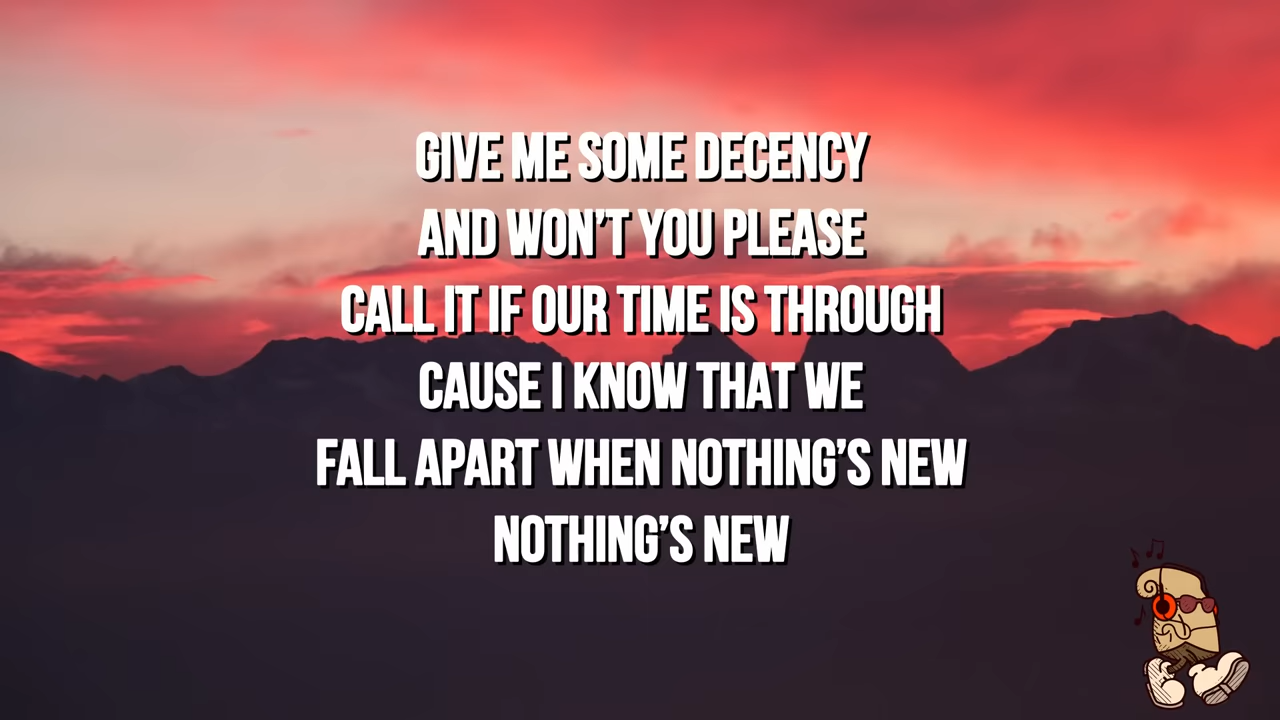 GIVE ME SOME DECENCY
AND WON'T YOU PLEASE
CALL IT IF OUR TIME IS THROUGH
CAUSE I KNOW THAT WE
FALL APART WHEN NOTHING'S NEW
NOTHING'S NEW